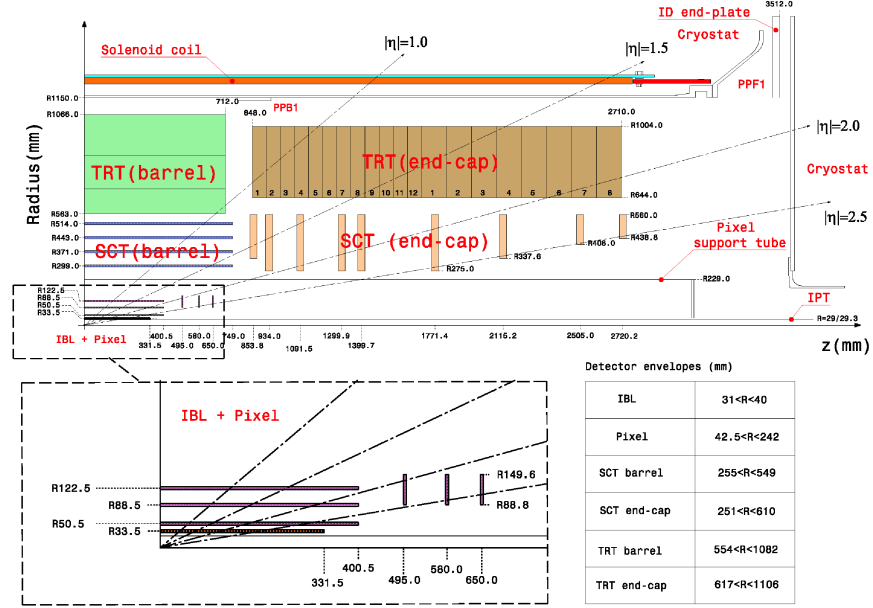 3512.0
ID end-plate
Cryostat
|η|=1.0
|η|=1.5
Solenoid coil
PPF1
R1150.0
712.0
PPB1
848.0
2710.0
R1066.0
R1004.0
|η|=2.0
Radius(mm)
TRT(barrel)
TRT(end-cap)
Cryostat
1 2 3 4 5 6 7 8 9 10 11 12 1 2 3 4 5 6 7 8
R644.0
R563.0
R514.0
R443.0
R371.0
R299.0
SCT(barrel)
SCT (end-cap)
R560.0
R438.8
R408.0
R337.6
R275.0
|η|=2.5
Pixel
support tube
R229.0
R122.5
R88.5
R50.5
R33.5
IPT
R=29/29.3
IBL + Pixel
400.5 580.0 749.0 934.0 1299.9 1771.4 2115.2 2505.0 2720.2
331.5 495.0 650.0 853.8 1091.5 1399.7
z(mm)
IBL + Pixel
R122.5
R88.5
R50.5
R33.5
R149.6
R88.8
400.5 580.0
331.5 495.0 650.0
Detector envelopes (mm)
IBL 31<R<40
Pixel 42.5<R<242
SCT barrel 255<R<549
SCT end-cap 251<R<610
TRT barrel 554<R<1082
TRT end-cap 617<R<1106